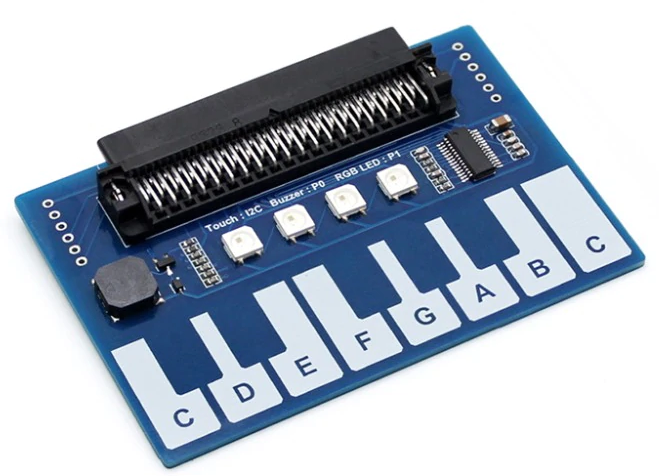 Touch : I2C Buzzer : P0 RGB LED : P1
C D E F G A B C